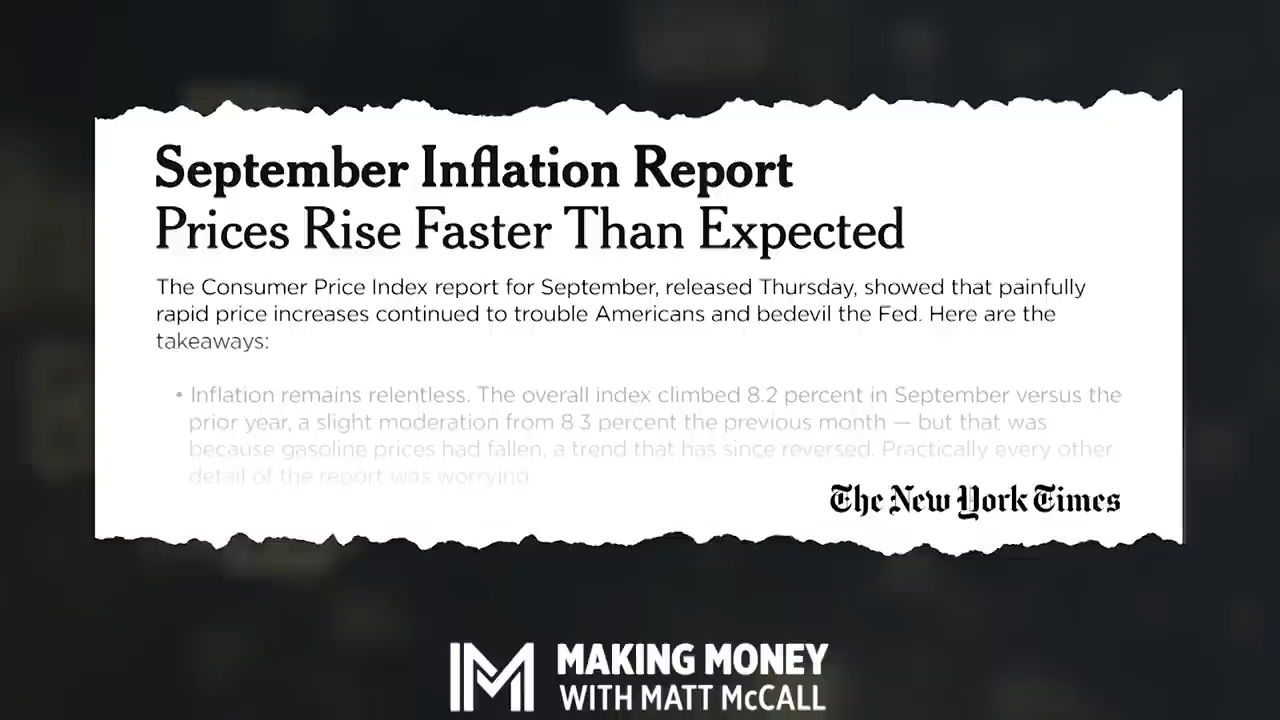 September Inflation Report
Prices Rise Faster Than Expected
The Consumer Price Index report for September, released Thursday, showed that painfully
rapid price increases continued to trouble Americans and bedevil the Fed. Here are the
takeaways:
• Inflation remains relentless. The overall index climbed 8.2 percent in September versus the
prior year, a slight moderation from 8.3 percent the previous month — but that was
because gasoline prices had fallen, a trend that has since reversed. Practically every other
detail of the report was worrying.
The New York Times
MM MAKING MONEY
WITH MATT McCALL